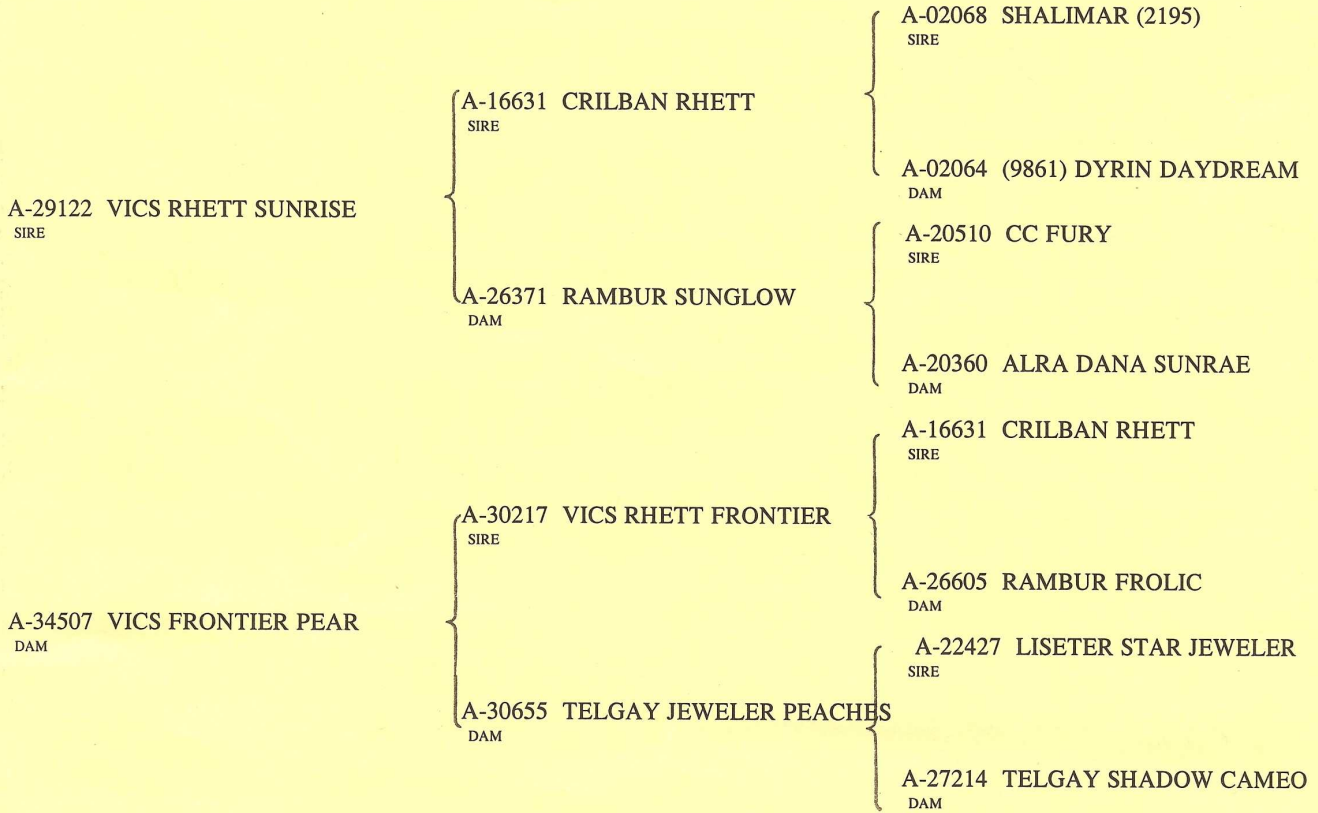 A-02068 SHALIMAR (2195)
SIRE
A-16631 CRILBAN RHETT
SIRE
A-02064 (9861) DYRIN DAYDREAM
DAM
A-29122 VICS RHETT SUNRISE
SIRE
A-20510 CC FURY
SIRE
A-26371 RAMBUR SUNGLOW
DAM
A-20360 ALRA DANA SUNRAE
DAM
A-16631 CRILBAN RHETT
SIRE
A-30217 VICS RHETT FRONTIER
SIRE
A-26605 RAMBUR FROLIC
DAM
A-34507 VICS FRONTIER PEAR
DAM
A-22427 LISETER STAR JEWELER
SIRE
A-30655 TELGAY JEWELER PEACHES
DAM
A-27214 TELGAY SHADOW CAMEO
DAM